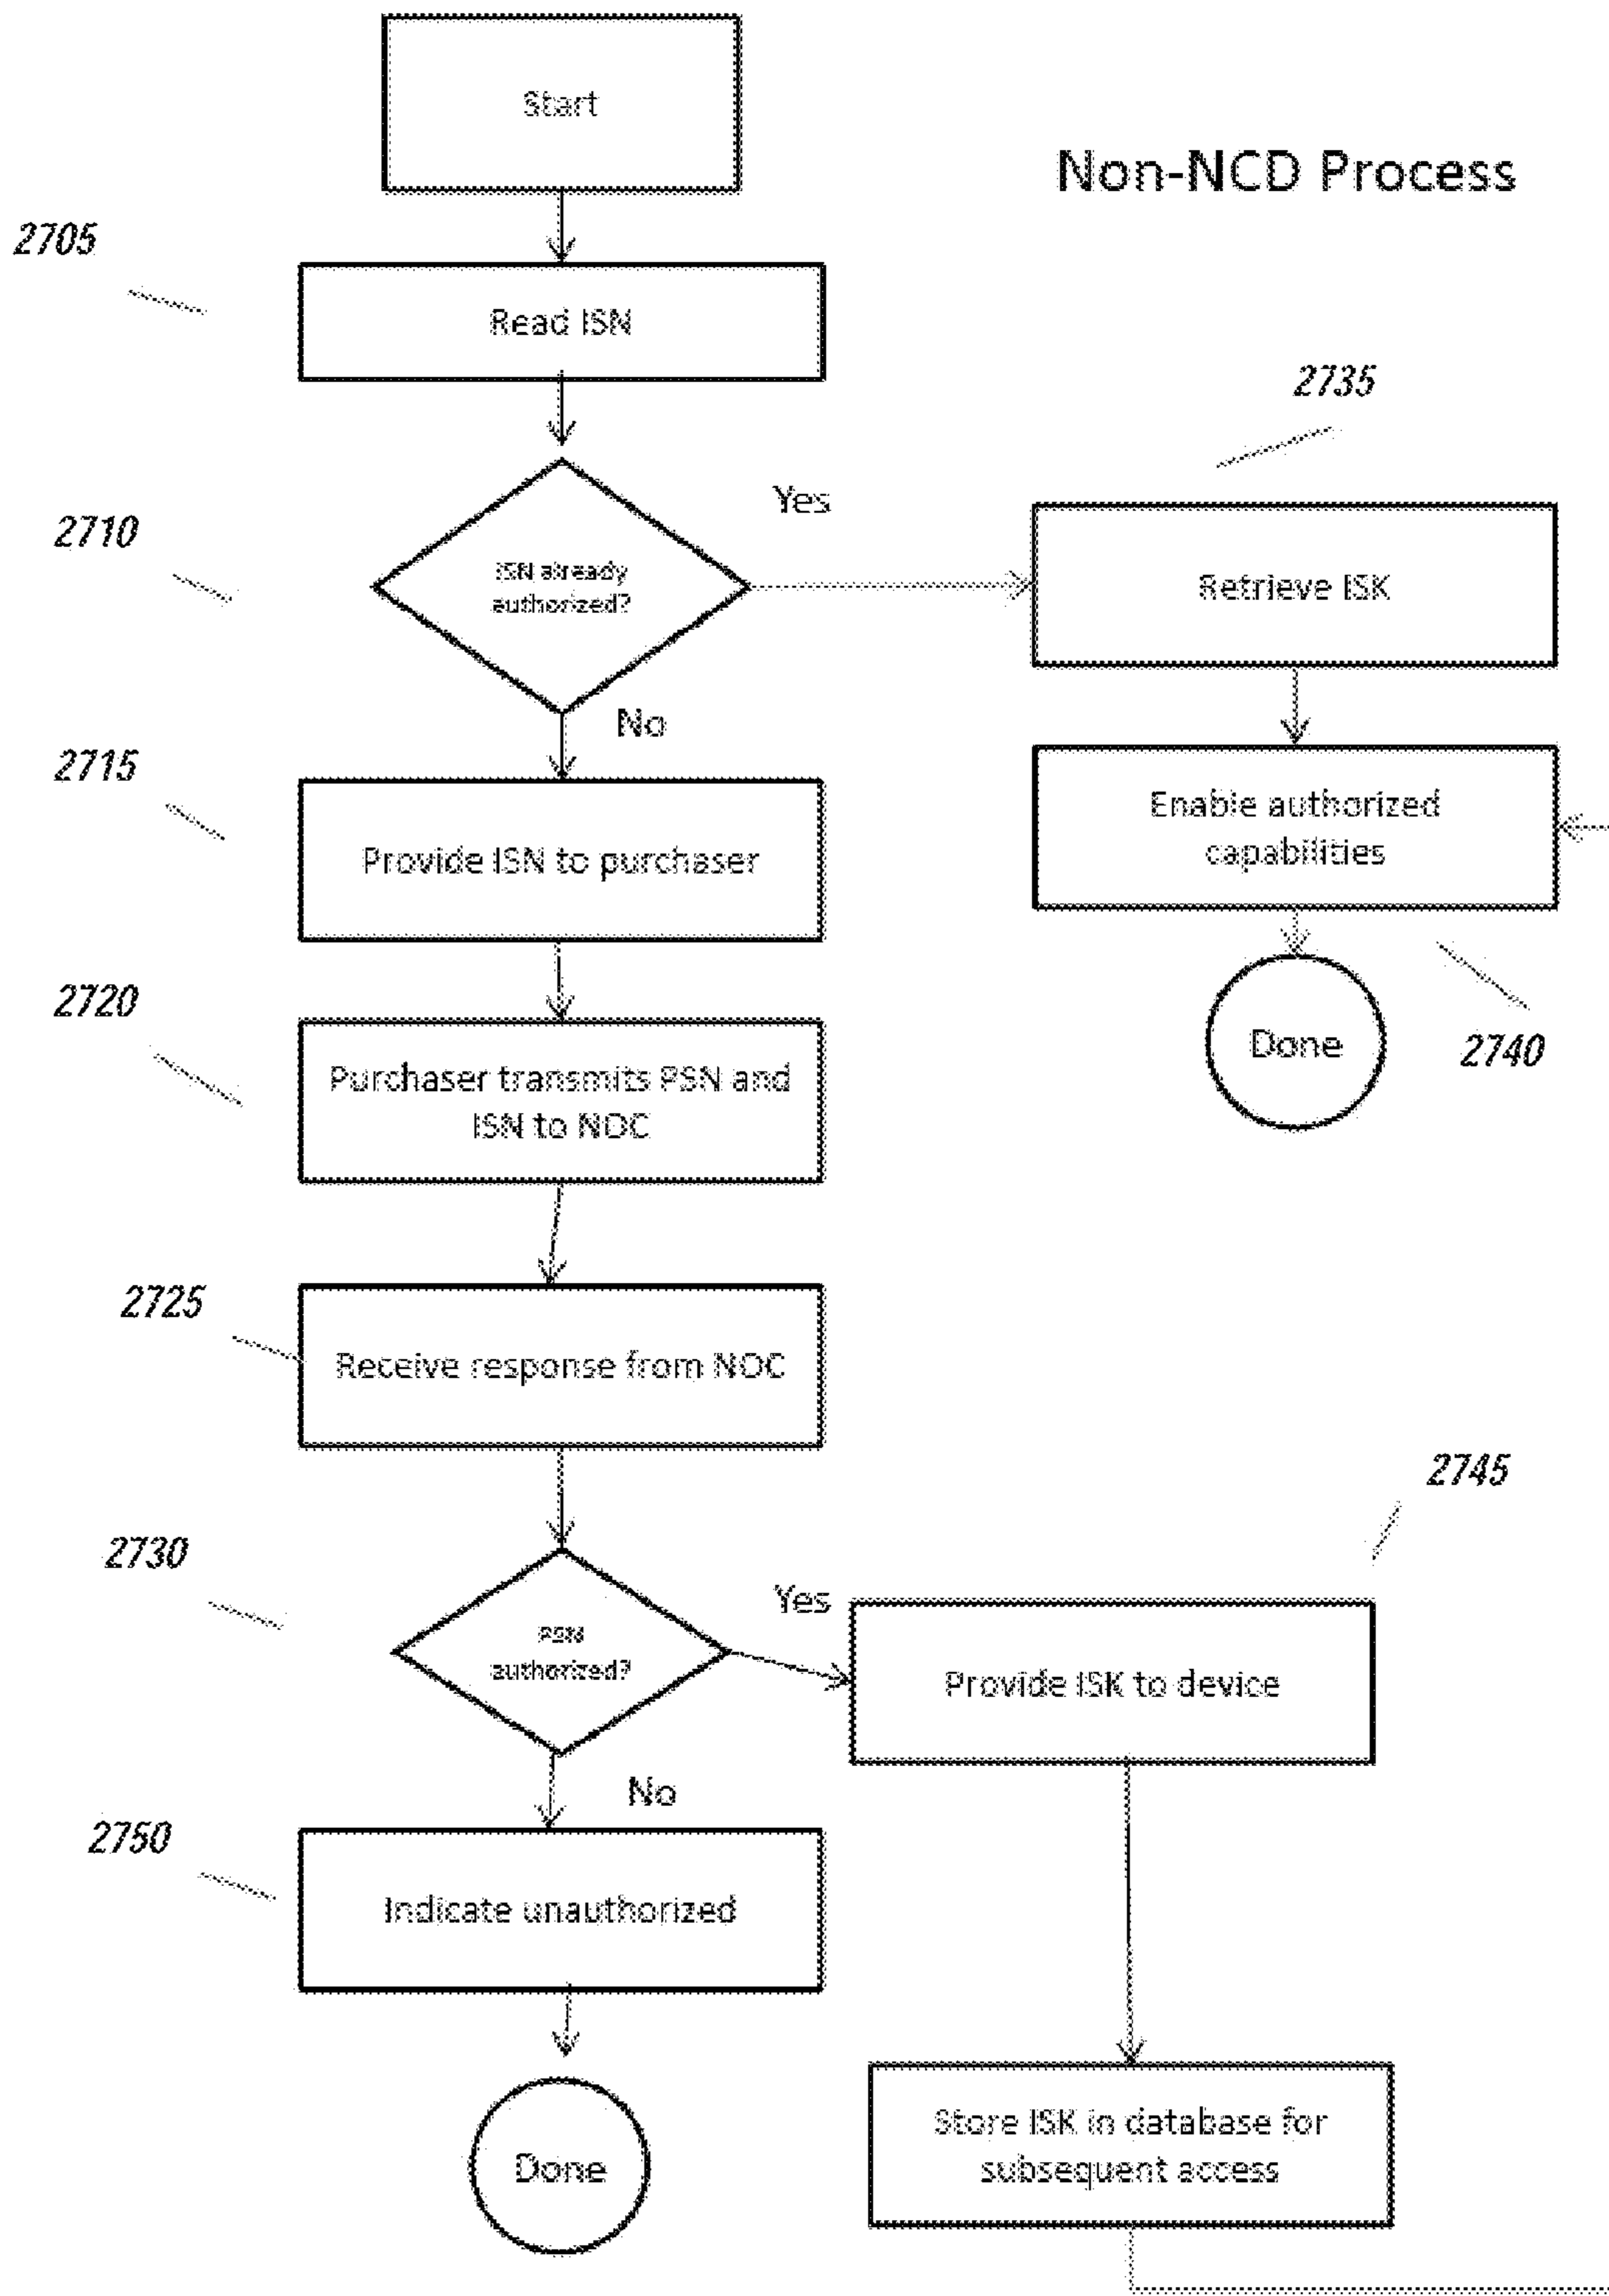 Start
Non-NCD Process
2705
Read ISN
2735
2710
Yes
ISN already
authorized?
Retrieve ISK
No
2715
Provide ISN to purchaser
Enable authorized
capabilities
2720
Purchaser transmits PSN and
ISN to NOC
Done
2740
2725
Receive response from NOC
2745
2730
Yes
PSN
authorized?
Provide ISK to device
No
2750
Indicate unauthorized
Store ISK in database for
subsequent access
Done